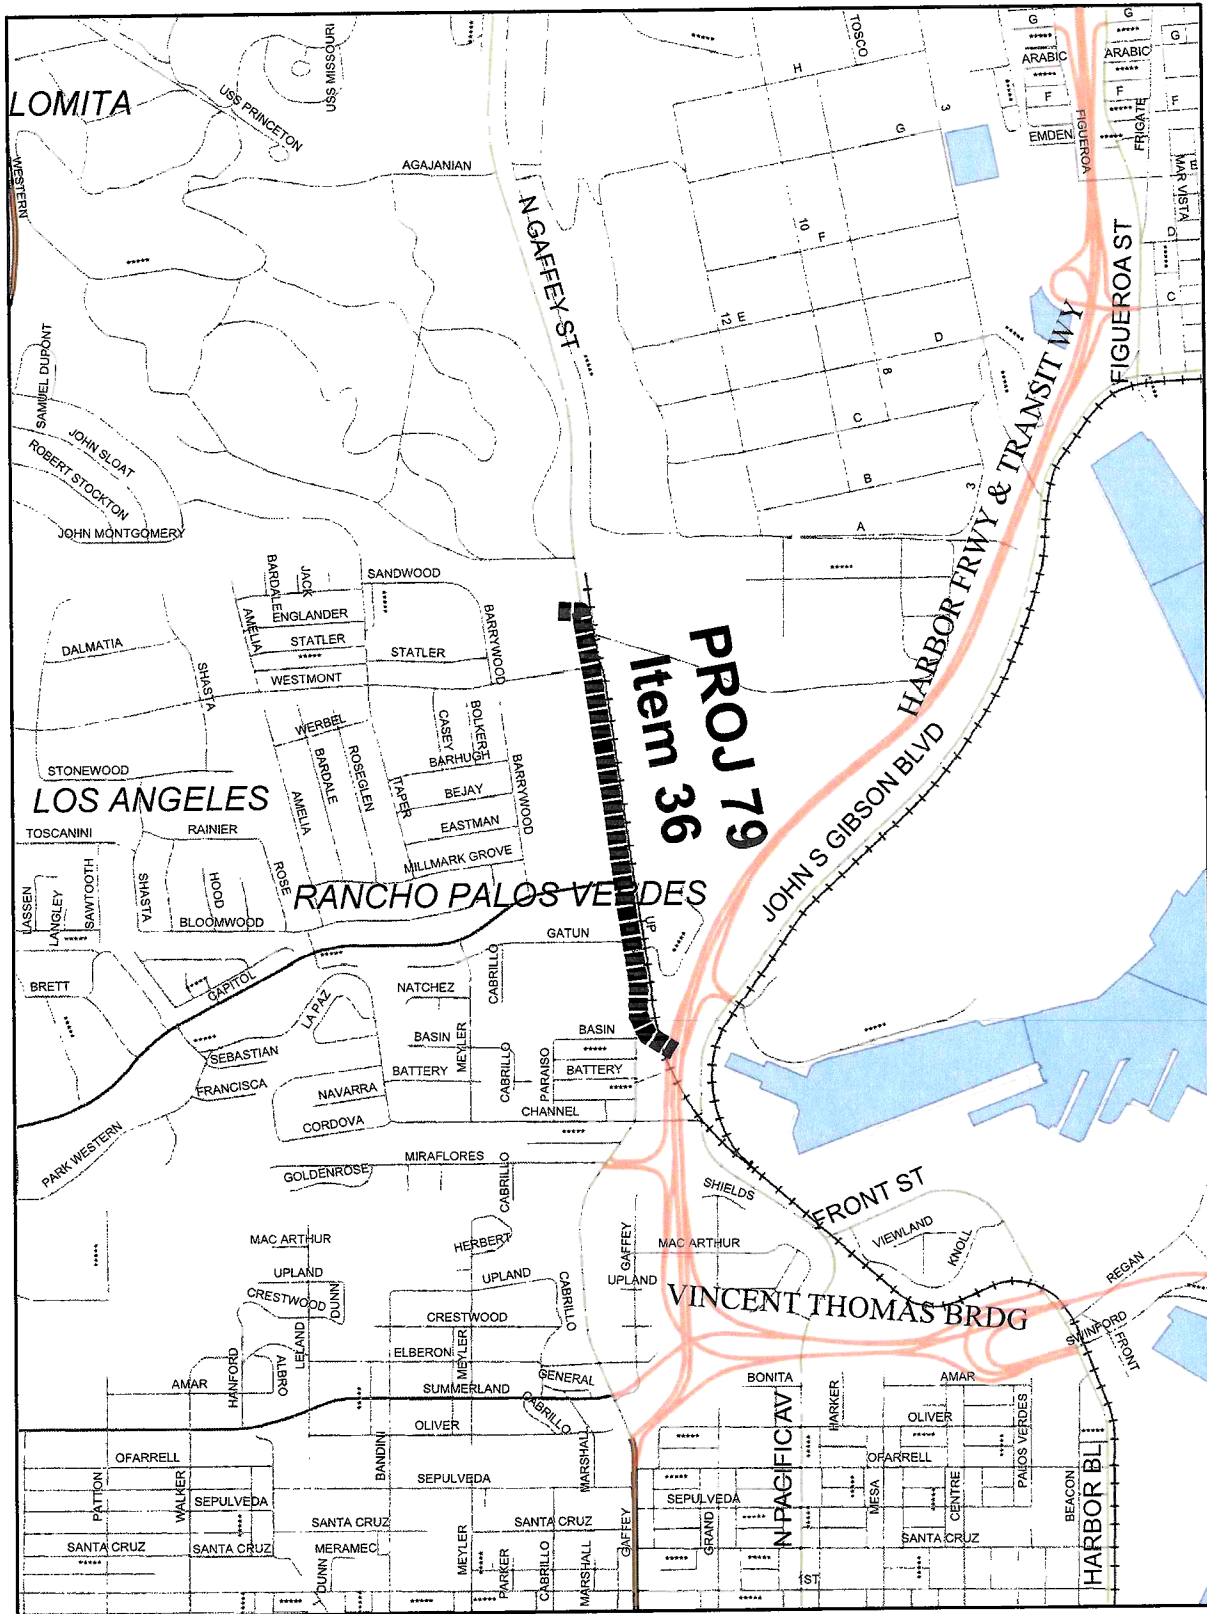 TOSCO
G
G
G
ARABIC
ARABIC
H
USS MISSOURI
USS PRINCETON
LOMITA
F
F
F
3
G
EMDEN
FIGUEROA
FRIGATE
E
MAR VISTA
WESTERN
AGAJANIAN
N GAFFEY ST
10
F
D
FIGUEROA ST
C
12
E
D
8
SAMUEL DUPONT
C
JOHN SLOAT
ROBERT STOCKTON
JOHN MONTGOMERY
B
3
A
HARBOR FRWY & TRANSIT WY
BARDALE
JACK
SANDWOOD
ENGLANDER
AMELIA
STATLER
STATLER
BARRYWOOD
DALMATIA
SHASTA
WESTMONT
PROJ 79
Item 36
WERBEL
CASEY
BOLKER
BARDALE
ROSEGLEN
BARHUGH
BARRYWOOD
STONEWOOD
TAPER
BEJAY
LOS ANGELES
AMELIA
EASTMAN
JOHN S GIBSON BLVD
TOSCANINI
RAINIER
MILLMARK GROVE
LASSEN
LANGLEY
SAWTOOTH
SHASTA
HOOD
ROSE
RANCHO PALOS VERDES
BLOOMWOOD
UP
GATUN
CABRILLO
BRETT
CAPITOL
LA PAZ
NATCHEZ
BASIN
MEYLER
BASIN
SEBASTIAN
BATTERY
CABRILLO
PARAISO
BATTERY
FRANCISCA
NAVARRA
CHANNEL
CORDOVA
PARK WESTERN
GOLDENROSE
MIRAFLORES
CABRILLO
SHIELDS
FRONT ST
VIEWLAND
KNOLL
MAC ARTHUR
HERBERT
GAFFEY
MAC ARTHUR
UPLAND
UPLAND
CABRILLO
UPLAND
REGAN
CRESTWOOD
DUNN
VINCENT THOMAS BRDG
CRESTWOOD
LELAND
ELBERON
MEYLER
SWINFORD
FRONT
HANFORD
ALBRO
GENERAL
AMAR
SUMMERLAND
BONITA
AMAR
HARKER
CABRILLO
OLIVER
OLIVER
PALOS VERDES
N PACIFIC AV
OFARRELL
BANDINI
MARSHALL
OFARRELL
PATTON
WALKER
SEPULVEDA
SEPULVEDA
SEPULVEDA
MESA
CENTRE
BEACON
HARBOR BL
SANTA CRUZ
SANTA CRUZ
GAFFEY
GRAND
SANTA CRUZ
SANTA CRUZ
SANTA CRUZ
MERAMEC
MEYLER
PARKER
CABRILLO
MARSHALL
DUNN
1ST